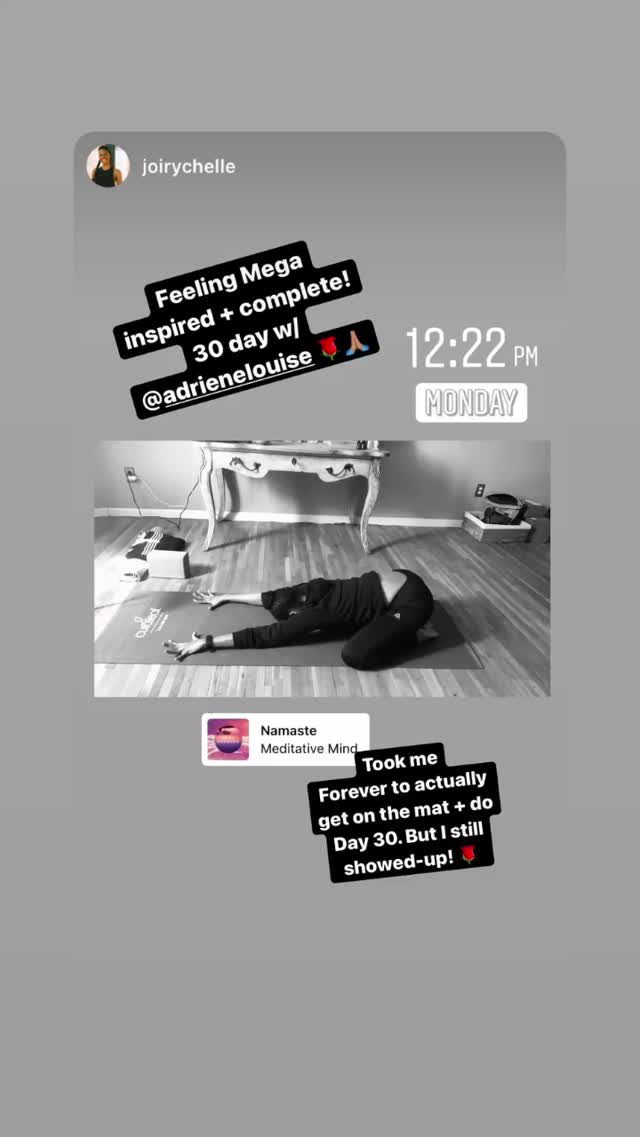 joirychelle
Feeling Mega
inspired + complete!
30 day w/
@adrienelouise 🌹🙏🏽
12:22 PM
MONDAY
Namaste
Meditative Mind
Took me
Forever to actually
get on the mat + do
Day 30. But I still
showed-up! 🌹